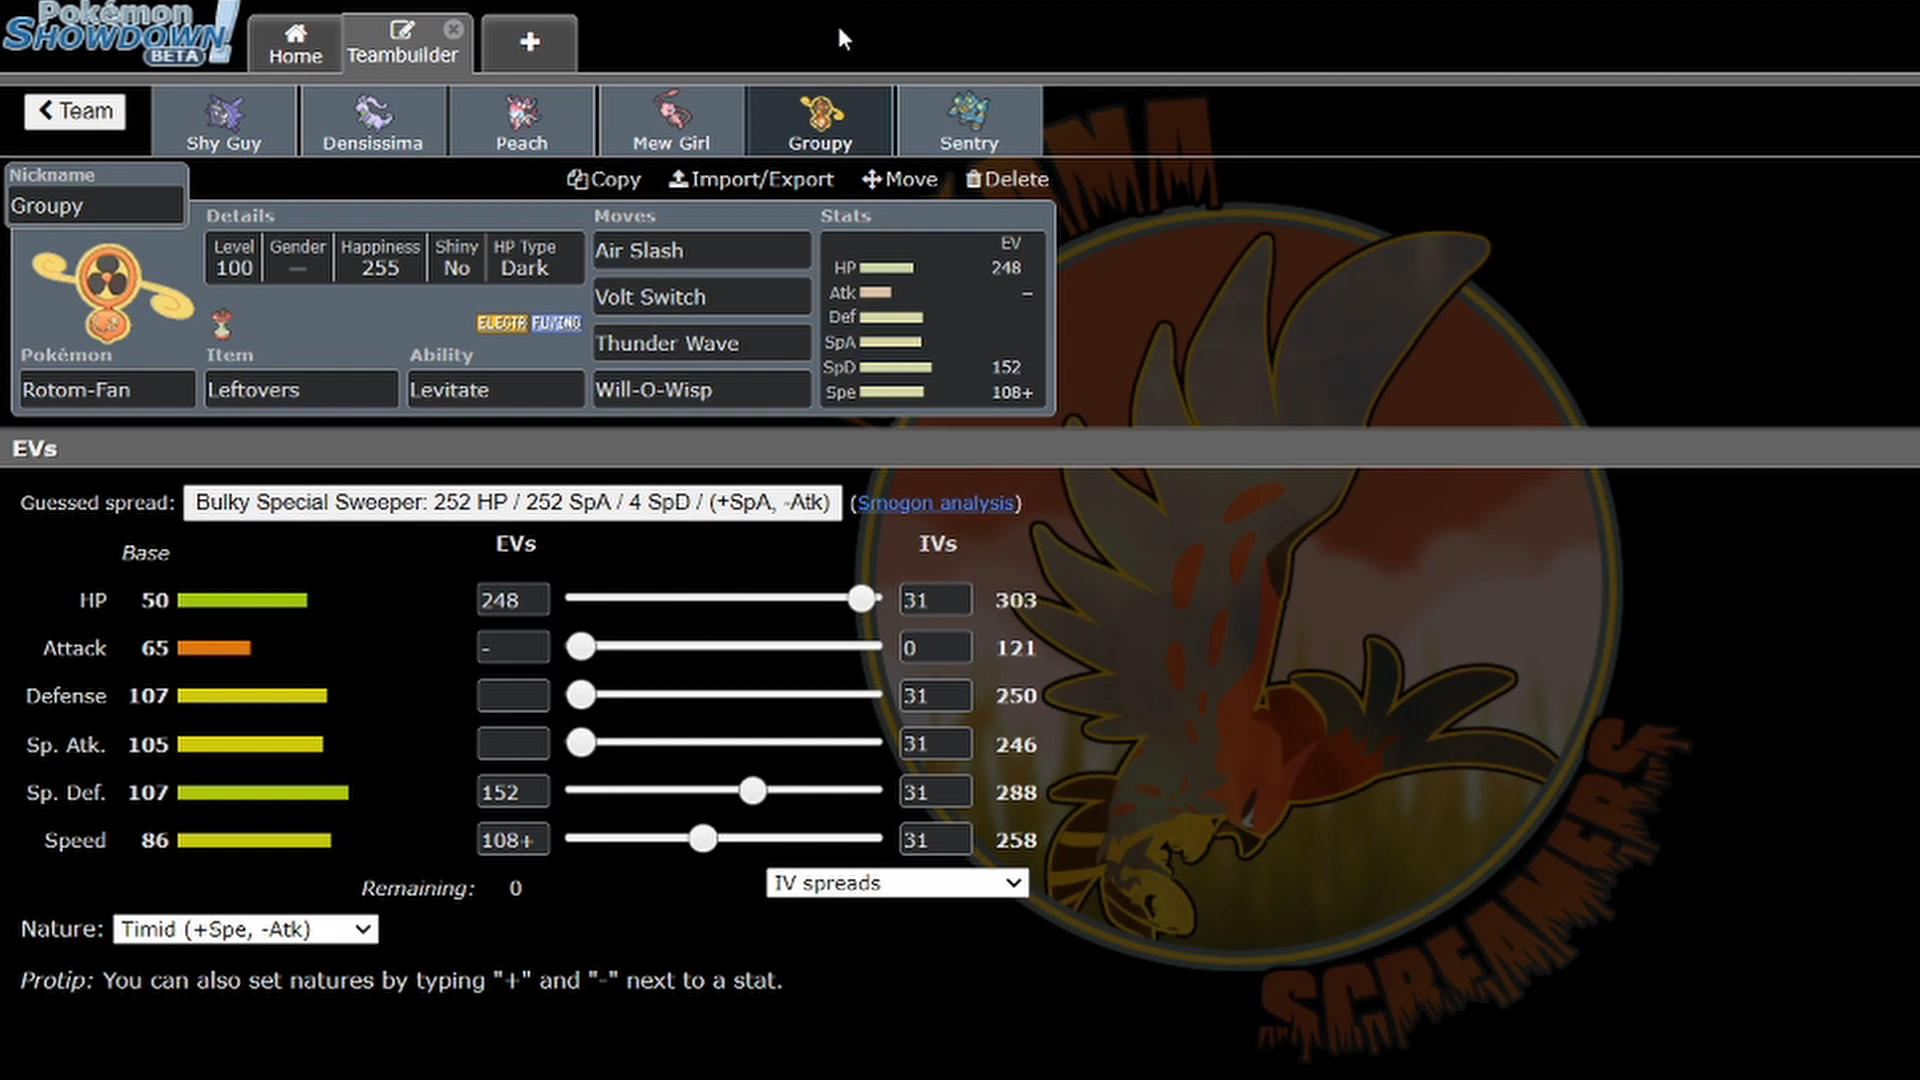 Pokémon
SHOWDOWN!
BETA
Home
Teambuilder
Team
Shy Guy
Densissima
Peach
Mew Girl
Groupy
Sentry
Nickname
Groupy
Copy
Import/Export
Move
Delete
Details
Moves
Stats
Level
100
Gender
—
Happiness
255
Shiny
No
HP Type
Dark
Air Slash
Volt Switch
Thunder Wave
Will-O-Wisp
EV
HP 248
Atk –
Def
SpA
SpD 152
Spe 108+
ELECTR FLYING
Pokémon
Item
Ability
Rotom-Fan
Leftovers
Levitate
EVs
Guessed spread: Bulky Special Sweeper: 252 HP / 252 SpA / 4 SpD / (+SpA, -Atk) (Smogon analysis)
Base EVs IVs
HP 50 248 31 303
Attack 65 - 0 121
Defense 107 31 250
Sp. Atk. 105 31 246
Sp. Def. 107 152 31 288
Speed 86 108+ 31 258
Remaining: 0
IV spreads
Nature: Timid (+Spe, -Atk)
Protip: You can also set natures by typing "+" and "-" next to a stat.
SCREAMERS